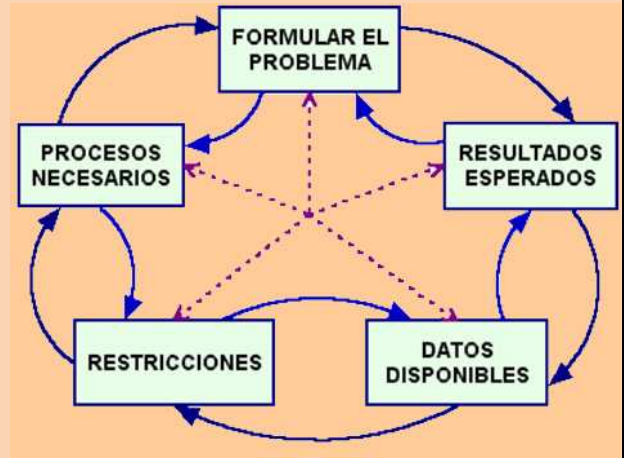 FORMULAR EL
PROBLEMA
PROCESOS
NECESARIOS
RESULTADOS
ESPERADOS
RESTRICCIONES
DATOS
DISPONIBLES